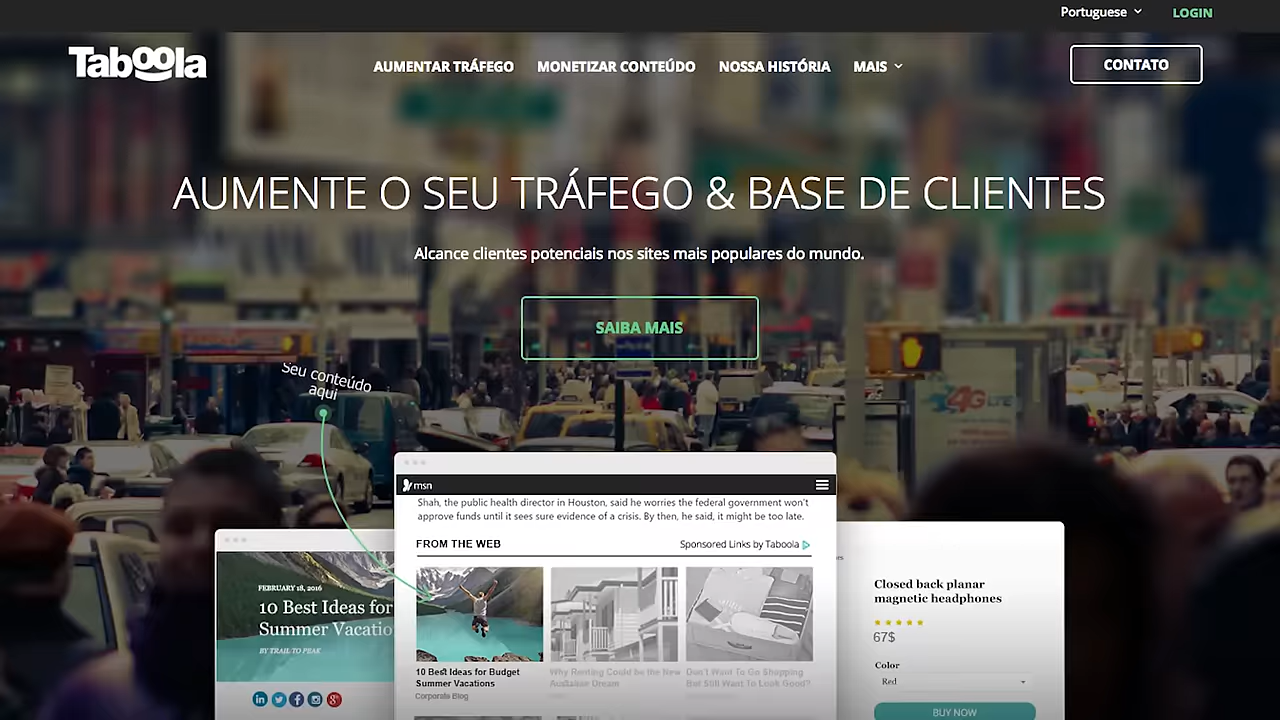 Portuguese
LOGIN
Taboola
AUMENTAR TRÁFEGO
MONETIZAR CONTEÚDO
NOSSA HISTÓRIA
MAIS
CONTATO
AUMENTE O SEU TRÁFEGO & BASE DE CLIENTES
Alcance clientes potenciais nos sites mais populares do mundo.
SAIBA MAIS
Seu conteúdo
aqui
4G LTE
msn
Shah, the public health director in Houston, said he worries the federal government won't
approve funds until it sees sure evidence of a crisis. By then, he said, it might be too late.
FROM THE WEB
Sponsored Links by Taboola
10 Best Ideas for Budget
Summer Vacations
Corporate Blog
Why Renting Could be the New
Australian Dream
Don't Want To Go Shopping
But Still Want To Look Good?
FEBRUARY 18, 2016
10 Best Ideas for
Summer Vacatio
BY TRAIL TO PEAK
Closed back planar
magnetic headphones
67$
Color
Red
BUY NOW